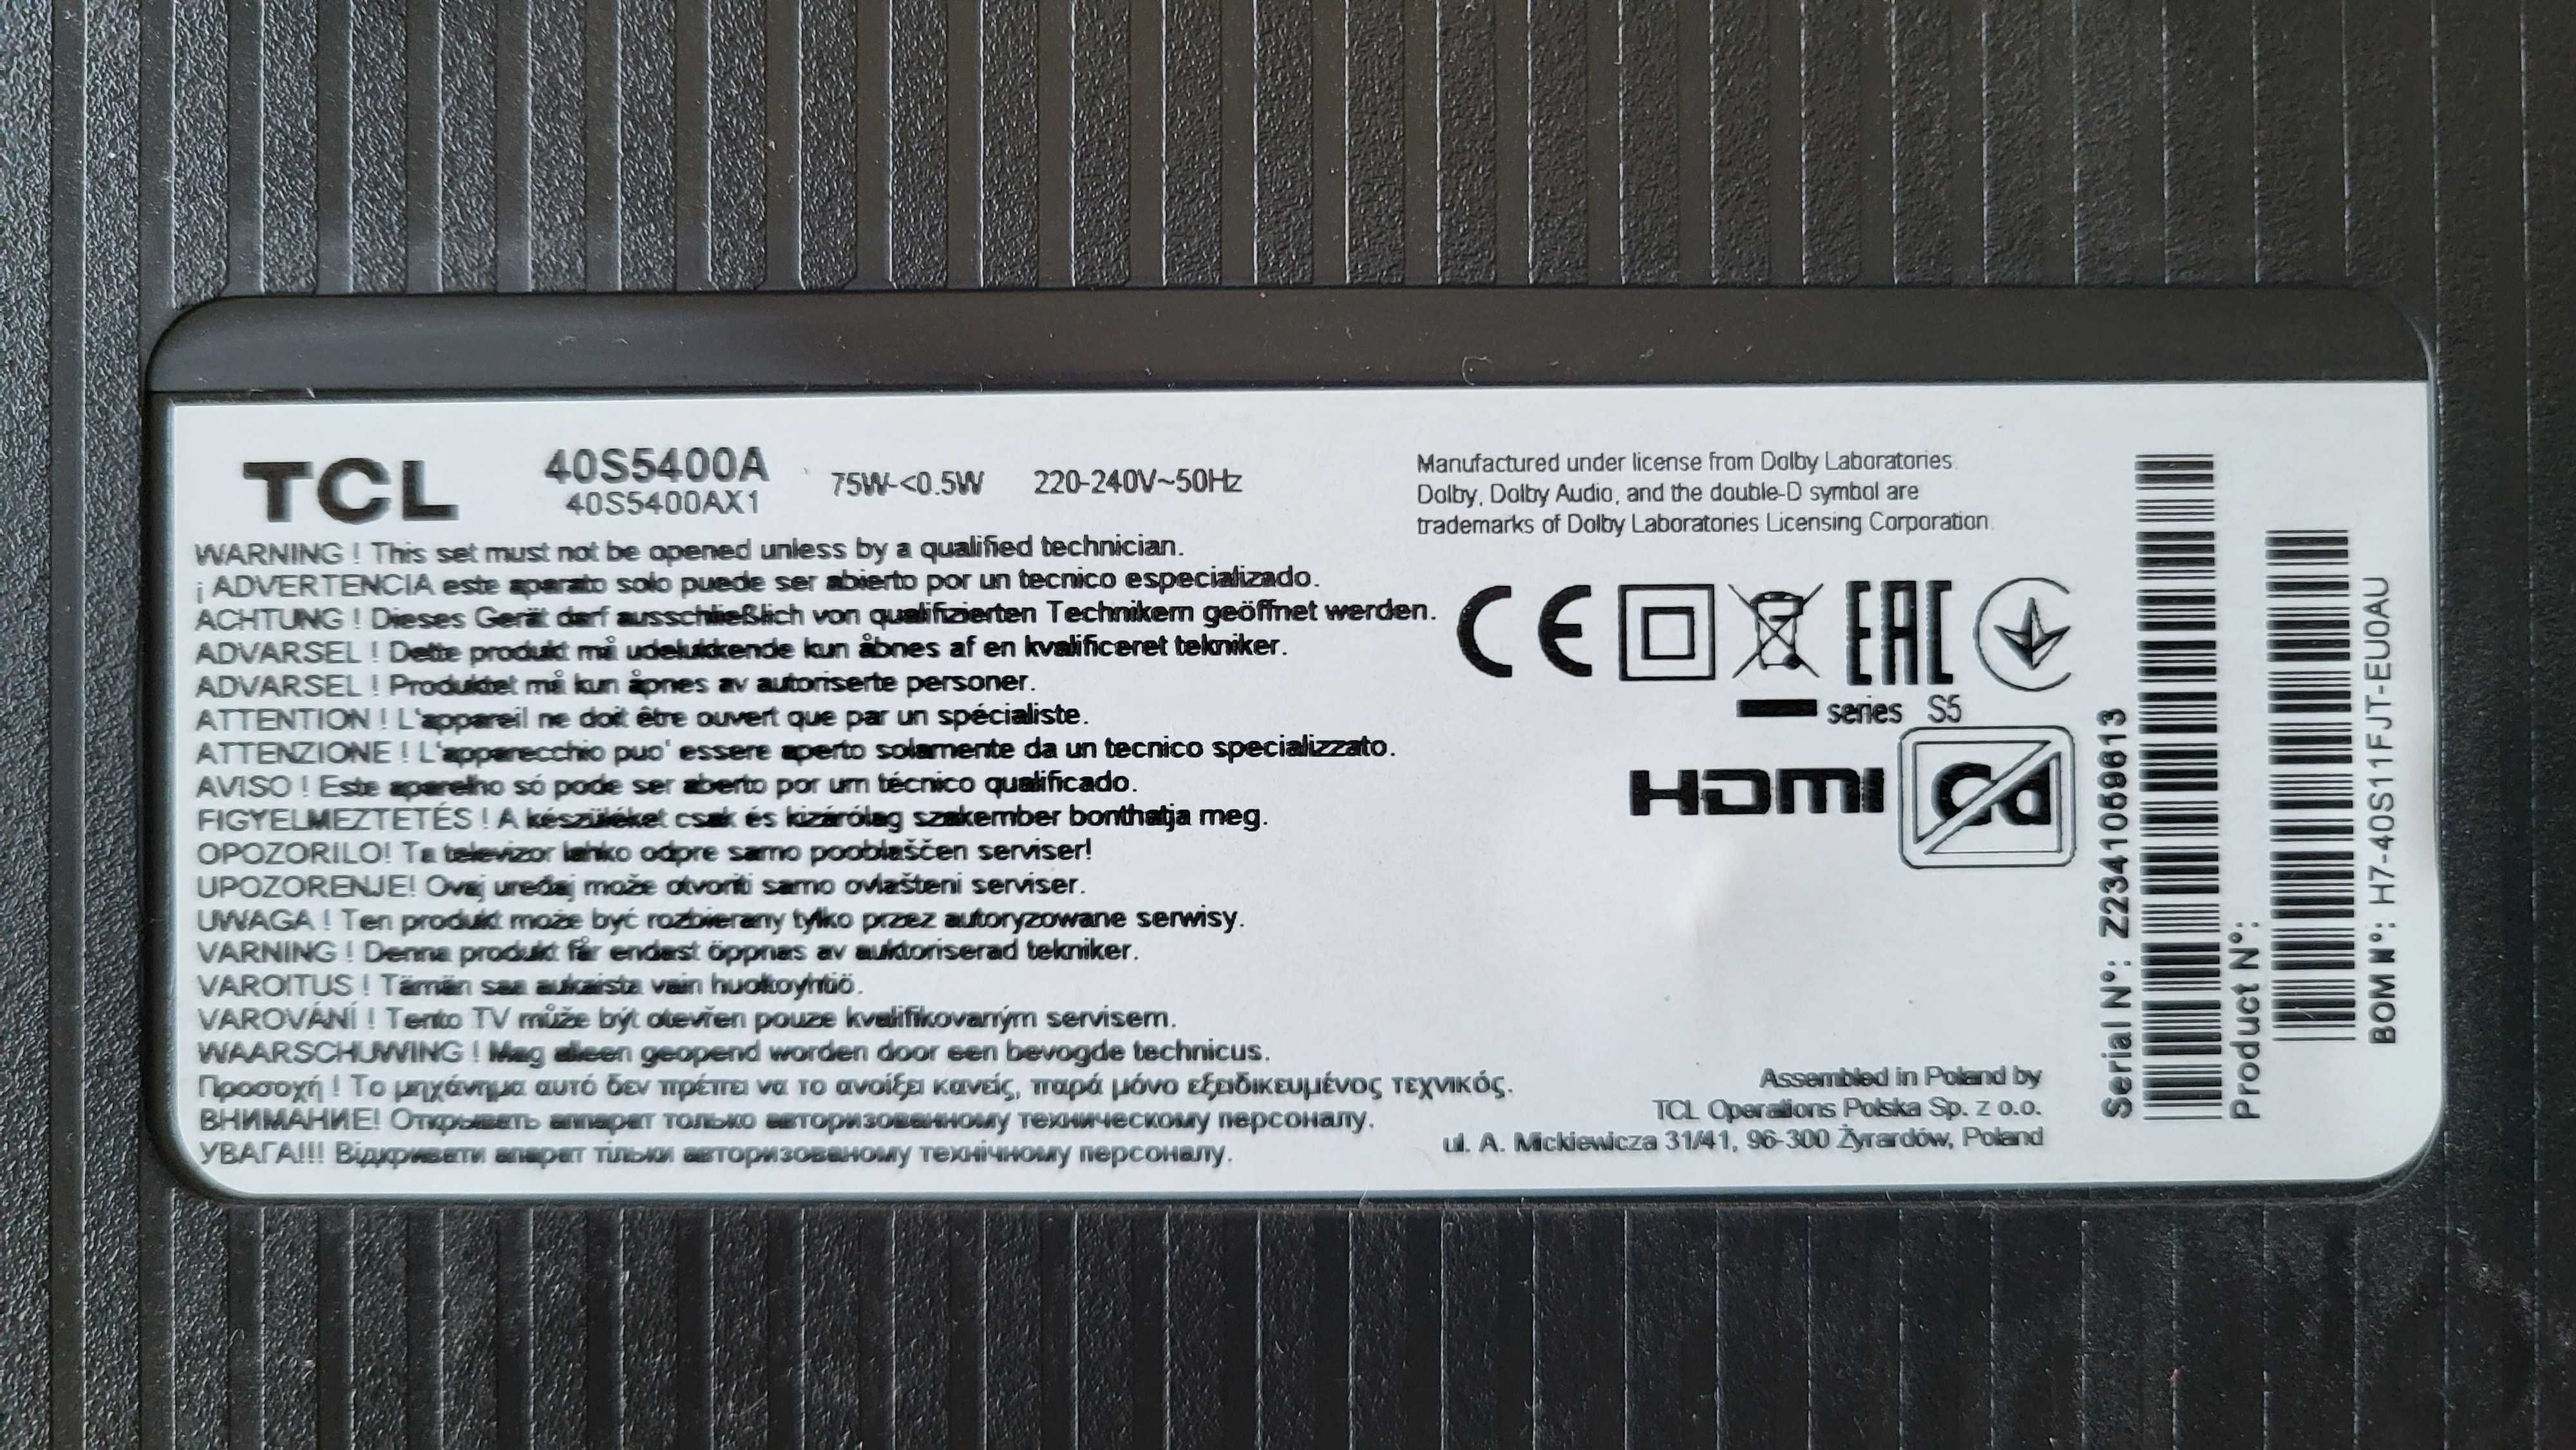 TCL
40S5400A
40S5400AX1
75W-<0.5W 220-240V~50Hz
WARNING ! This set must not be opened unless by a qualified technician.
¡ ADVERTENCIA este aparato solo puede ser abierto por un tecnico especializado.
ACHTUNG ! Dieses Gerät darf ausschließlich von qualifizierten Technikern geöffnet werden.
ADVARSEL ! Dette produkt må udelukkende kun åbnes af en kvalificeret tekniker.
ADVARSEL ! Produktet må kun åpnes av autoriserte personer.
ATTENTION ! L'appareil ne doit être ouvert que par un spécialiste.
ATTENZIONE ! L'apparecchio puo' essere aperto solamente da un tecnico specializzato.
AVISO ! Este aparelho só pode ser aberto por um técnico qualificado.
FIGYELMEZTETÉS ! A készüléket csak és kizárólag szakember bonthatja meg.
OPOZORILO! Ta televizor lahko odpre samo pooblaščen serviser!
UPOZORENJE! Ovaj uređaj može otvoriti samo ovlašteni serviser.
UWAGA ! Ten produkt może być rozbierany tylko przez autoryzowane serwisy.
VARNING ! Denna produkt får endast öppnas av auktoriserad tekniker.
VAROITUS ! Tämän saa aukaista vain huoltoyhtiö.
VAROVÁNÍ ! Tento TV může být otevřen pouze kvalifikovaným servisem.
WAARSCHUWING ! Mag alleen geopend worden door een bevogde technicus.
Προσοχή ! Το μηχάνημα αυτό δεν πρέπει να το ανοίξει κανείς, παρά μόνο εξειδικευμένος τεχνικός.
ВНИМАНИЕ! Открывать аппарат только авторизованному техническому персоналу.
УВАГА!!! Відкривати апарат тільки авторизованому технічному персоналу.
Manufactured under license from Dolby Laboratories.
Dolby, Dolby Audio, and the double-D symbol are
trademarks of Dolby Laboratories Licensing Corporation.
CE EAC
series S5
HDMI Cd
Assembled in Poland by
TCL Operations Polska Sp. z o.o.
ul. A. Mickiewicza 31/41, 96-300 Żyrardów, Poland
Serial N°: Z23410696813
Product N°:
BOM N°: H7-40S11FJT-EU0AU